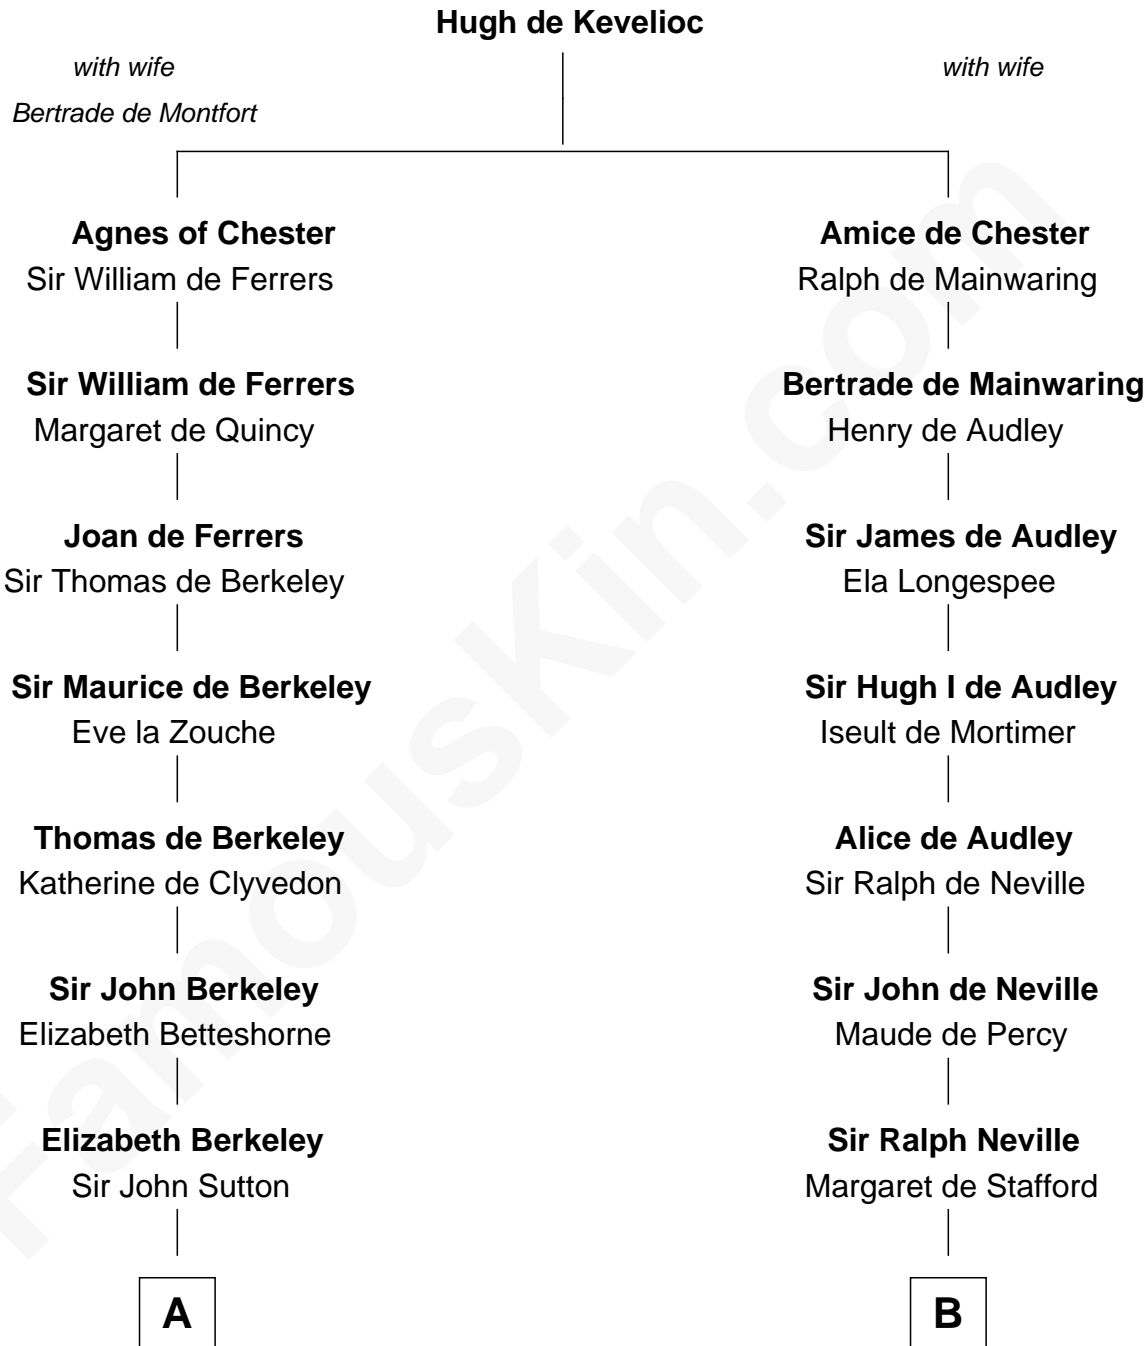 Hugh de Kevelioc
with wife
Bertrade de Montfort
with wife
Agnes of Chester
Sir William de Ferrers
Amice de Chester
Ralph de Mainwaring
Sir William de Ferrers
Margaret de Quincy
Bertrade de Mainwaring
Henry de Audley
Joan de Ferrers
Sir Thomas de Berkeley
Sir James de Audley
Ela Longespee
Sir Maurice de Berkeley
Eve la Zouche
Sir Hugh I de Audley
Iseult de Mortimer
Thomas de Berkeley
Katherine de Clyvedon
Alice de Audley
Sir Ralph de Neville
Sir John Berkeley
Elizabeth Betteshorne
Sir John de Neville
Maude de Percy
Elizabeth Berkeley
Sir John Sutton
Sir Ralph Neville
Margaret de Stafford
A
B
FamousKin.com